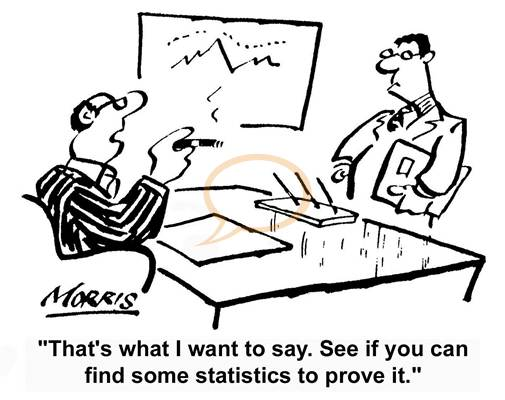 MORRIS
"That's what I want to say. See if you can
find some statistics to prove it."